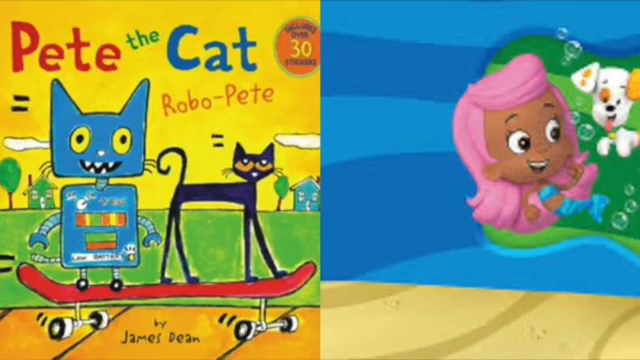 Pete the Cat
INCLUDES
OVER
30
STICKERS
Robo-Pete
LOW BATTERY
by
James Dean